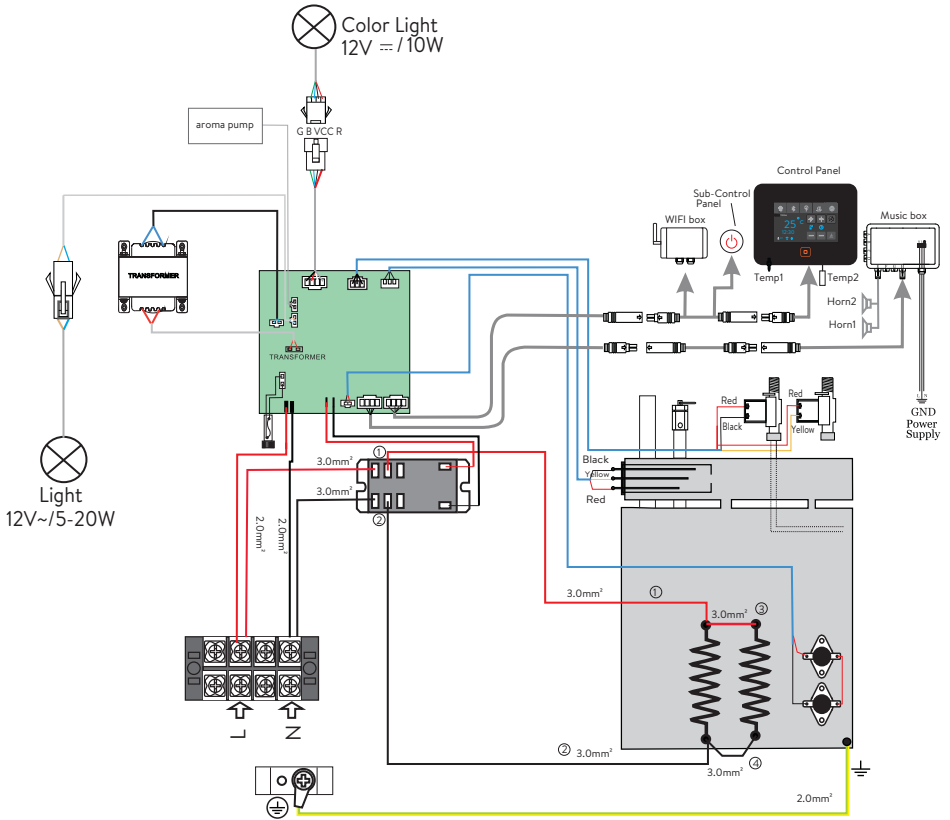 Color Light
12V ⎓ / 10W
aroma pump
G B VCC R
Control Panel
Sub-Control
Panel
WIFI box
Music box
25 °C
Temp1
Temp2
Horn2
Horn1
TRANSFORMER
TRANSFORMER
L
N
GND
Power
Supply
Red
Black
Red
Yellow
Black
Yellow
Red
Light
12V~/5-20W
3.0mm²
①
3.0mm²
②
2.0mm²
2.0mm²
3.0mm²
①
3.0mm²
③
L
N
② 3.0mm²
3.0mm²
④
2.0mm²